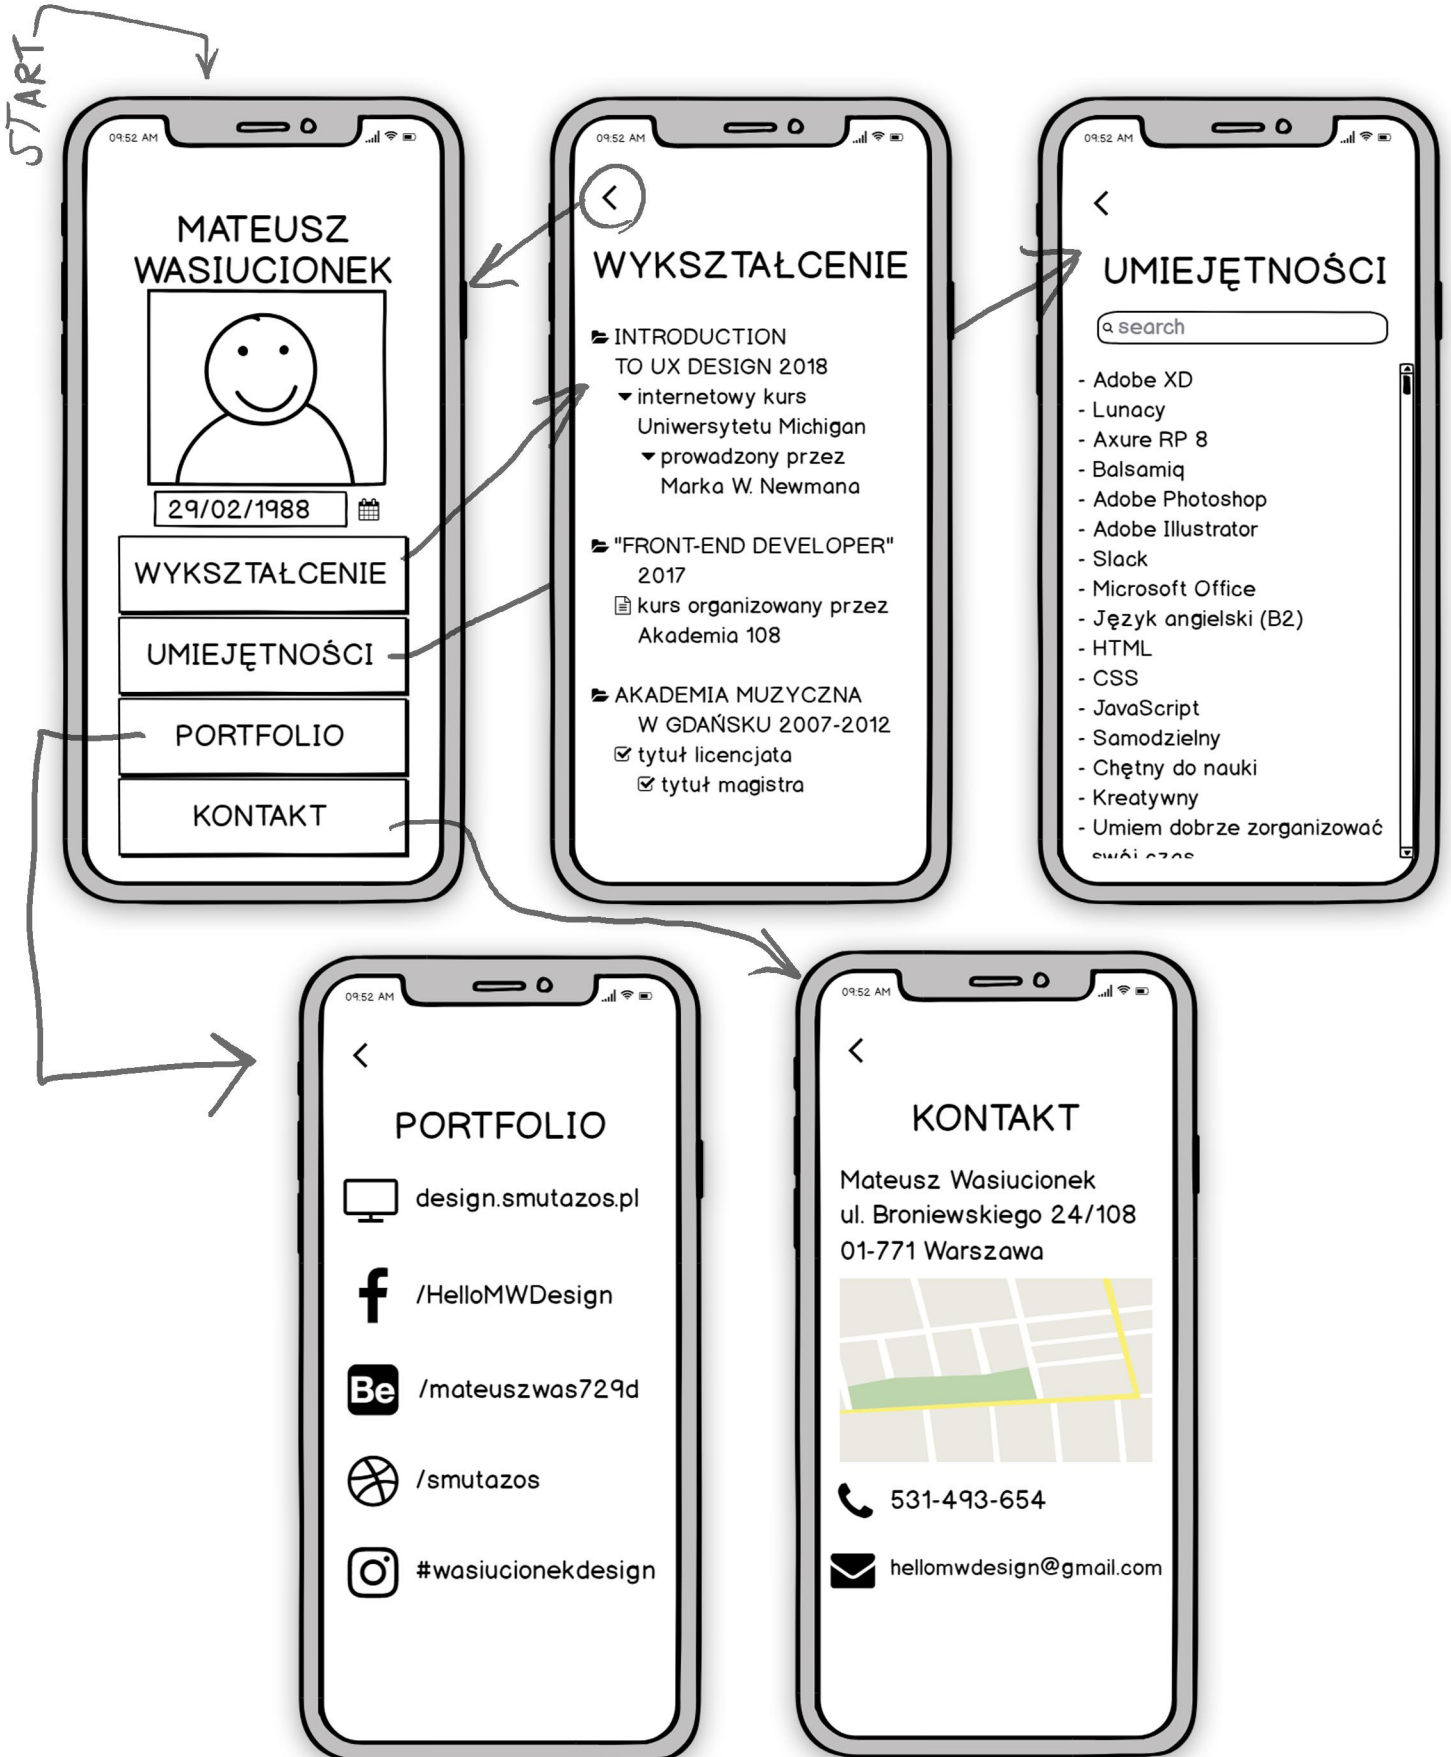 START
09:52 AM
MATEUSZ
WASIUCIONEK
29/02/1988
WYKSZTAŁCENIE
UMIEJĘTNOŚCI
PORTFOLIO
KONTAKT
09:52 AM
WYKSZTAŁCENIE
INTRODUCTION
TO UX DESIGN 2018
internetowy kurs
Uniwersytetu Michigan
prowadzony przez
Marka W. Newmana
"FRONT-END DEVELOPER"
2017
kurs organizowany przez
Akademia 108
AKADEMIA MUZYCZNA
W GDAŃSKU 2007-2012
tytuł licencjata
tytuł magistra
09:52 AM
UMIEJĘTNOŚCI
search
- Adobe XD
- Lunacy
- Axure RP 8
- Balsamiq
- Adobe Photoshop
- Adobe Illustrator
- Slack
- Microsoft Office
- Język angielski (B2)
- HTML
- CSS
- JavaScript
- Samodzielny
- Chętny do nauki
- Kreatywny
- Umiem dobrze zorganizować
swój czas
09:52 AM
PORTFOLIO
design.smutazos.pl
/HelloMWDesign
Be /mateuszwas729d
/smutazos
#wasiucionekdesign
09:52 AM
KONTAKT
Mateusz Wasiucionek
ul. Broniewskiego 24/108
01-771 Warszawa
531-493-654
hellomwdesign@gmail.com